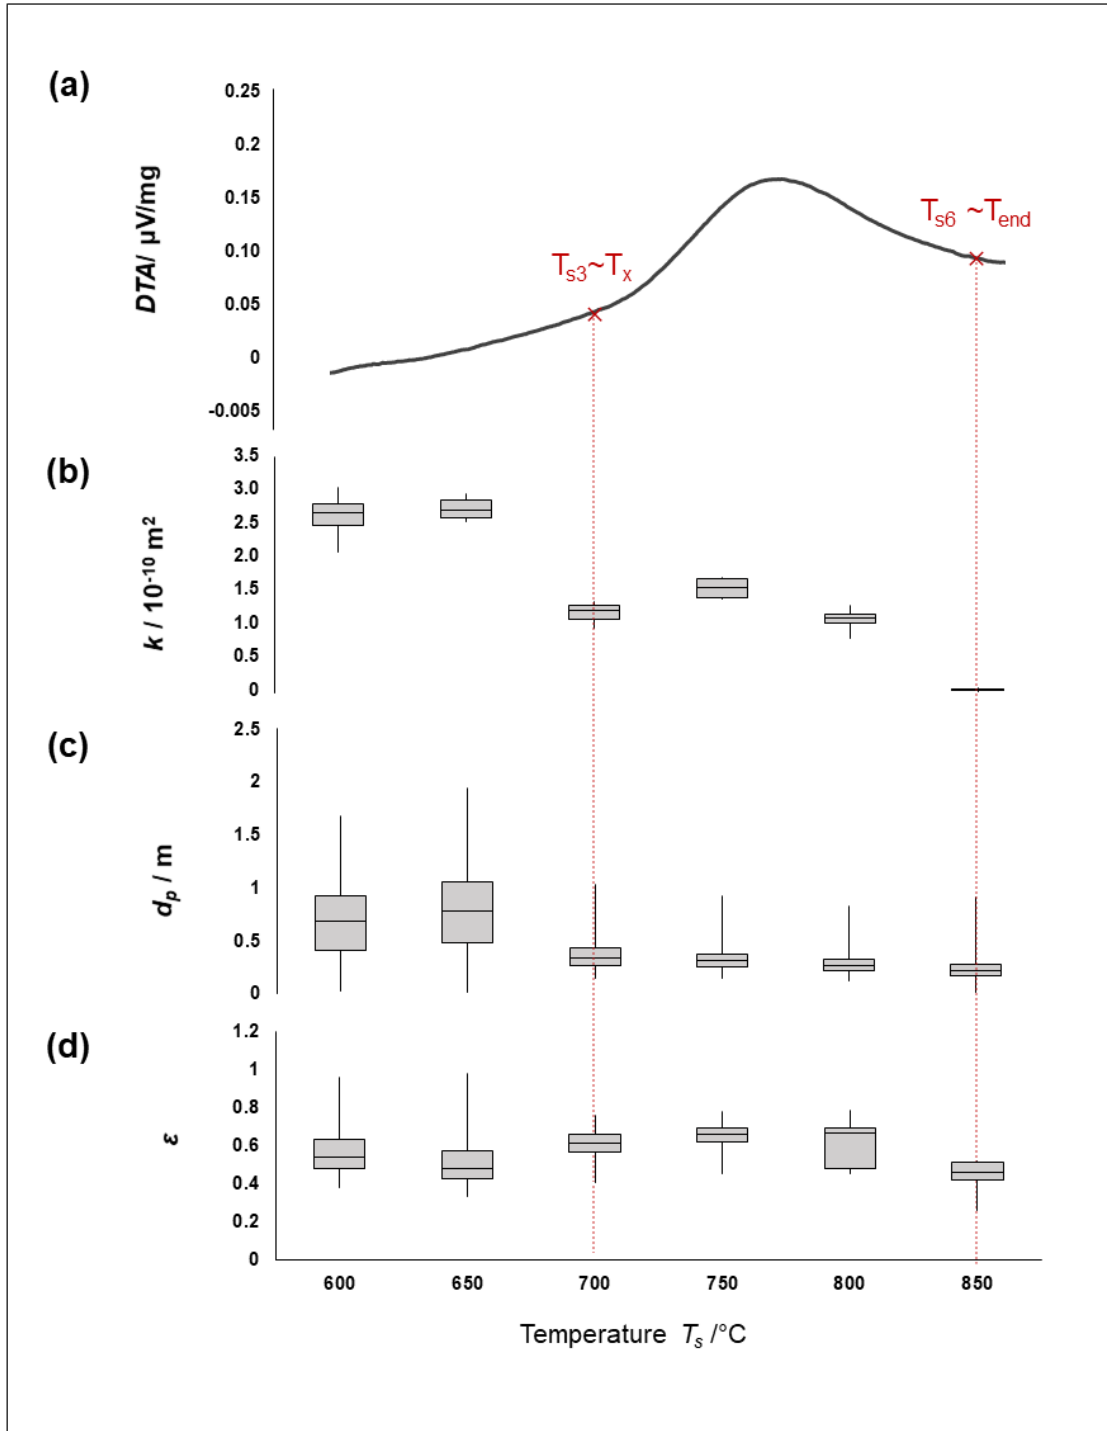 (a)
DTA/ µV/mg
0.25
0.2
0.15
0.10
0.05
0
-0.005
Ts3~Tx
Ts6 ~Tend
(b)
k / 10-10 m2
3.5
3.0
2.5
2.0
1.5
1.0
0.5
0
(c)
dp / m
2.5
2
1.5
1
0.5
0
(d)
ε
1.2
1
0.8
0.6
0.4
0.2
0
600 650 700 750 800 850
Temperature Ts /°C